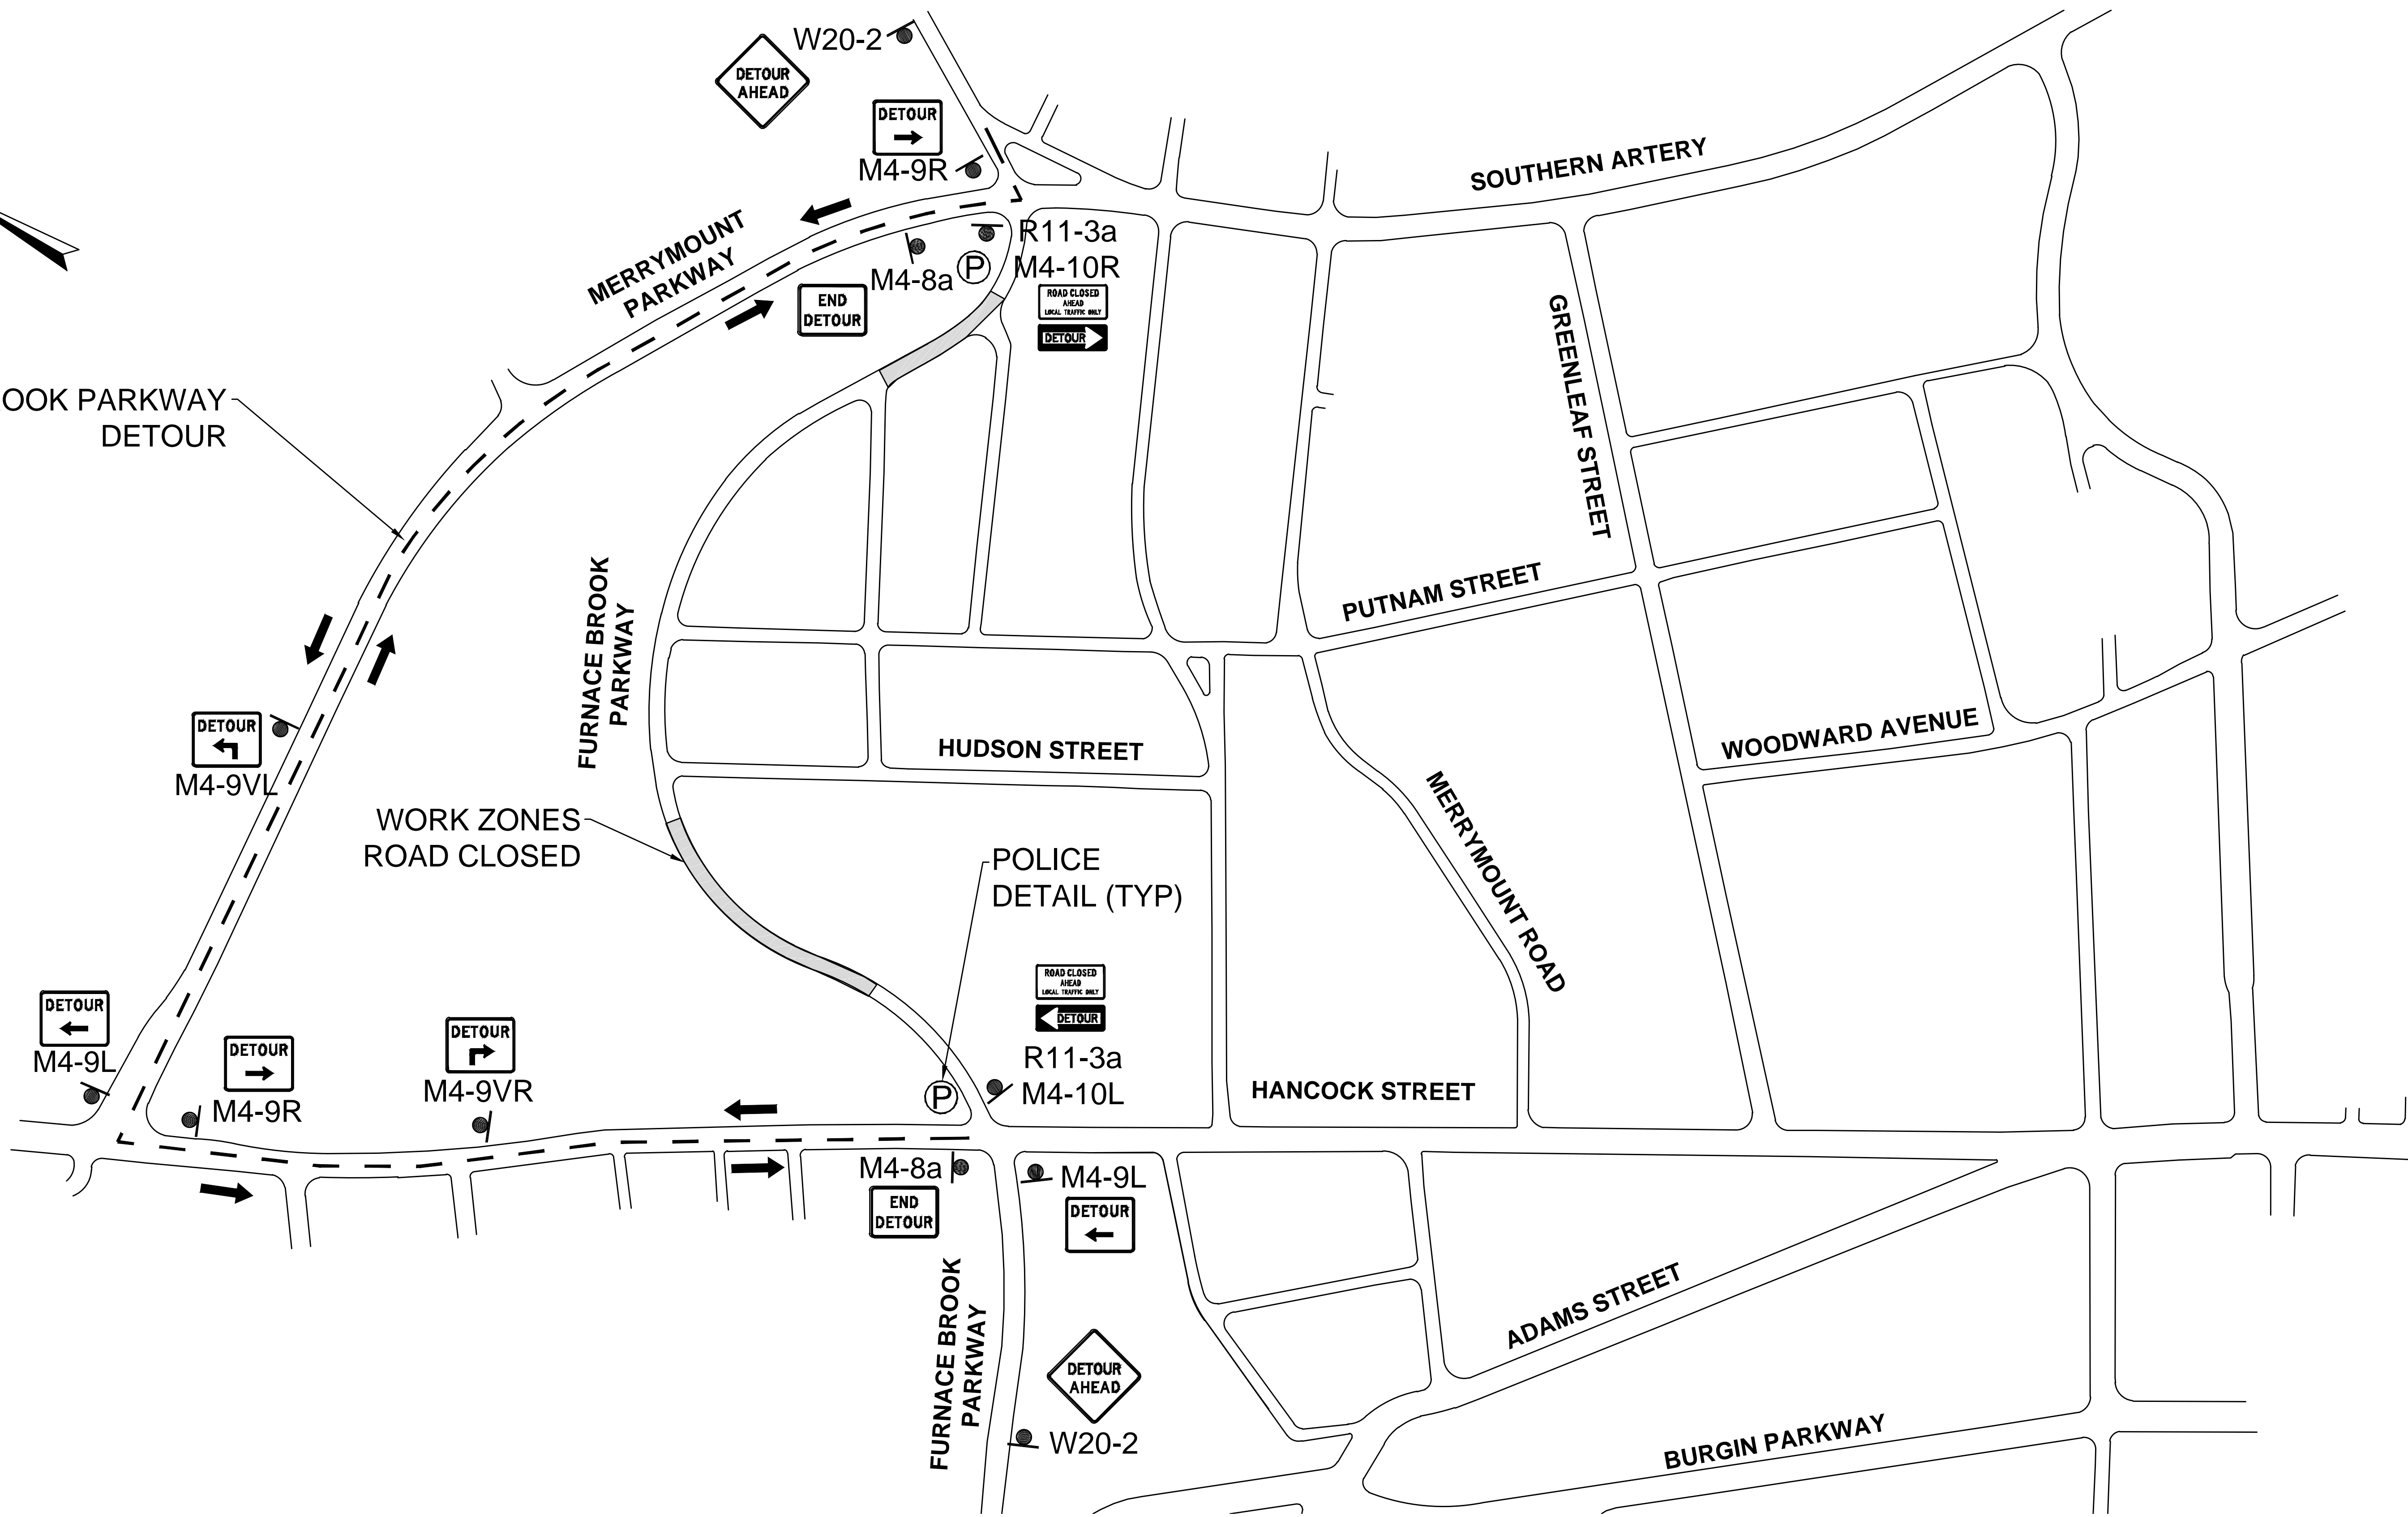 W20-2
DETOUR
AHEAD
DETOUR
M4-9R
SOUTHERN ARTERY
MERRYMOUNT
PARKWAY
R11-3a
M4-10R
M4-8a
P
END
DETOUR
ROAD CLOSED
AHEAD
LOCAL TRAFFIC ONLY
DETOUR
GREENLEAF STREET
OOK PARKWAY
DETOUR
FURNACE BROOK
PARKWAY
PUTNAM STREET
DETOUR
M4-9VL
HUDSON STREET
WOODWARD AVENUE
MERRYMOUNT ROAD
WORK ZONES
ROAD CLOSED
POLICE
DETAIL (TYP)
ROAD CLOSED
AHEAD
LOCAL TRAFFIC ONLY
DETOUR
R11-3a
M4-10L
P
DETOUR
M4-9L
DETOUR
M4-9R
DETOUR
M4-9VR
HANCOCK STREET
M4-8a
END
DETOUR
M4-9L
DETOUR
FURNACE BROOK
PARKWAY
ADAMS STREET
DETOUR
AHEAD
W20-2
BURGIN PARKWAY